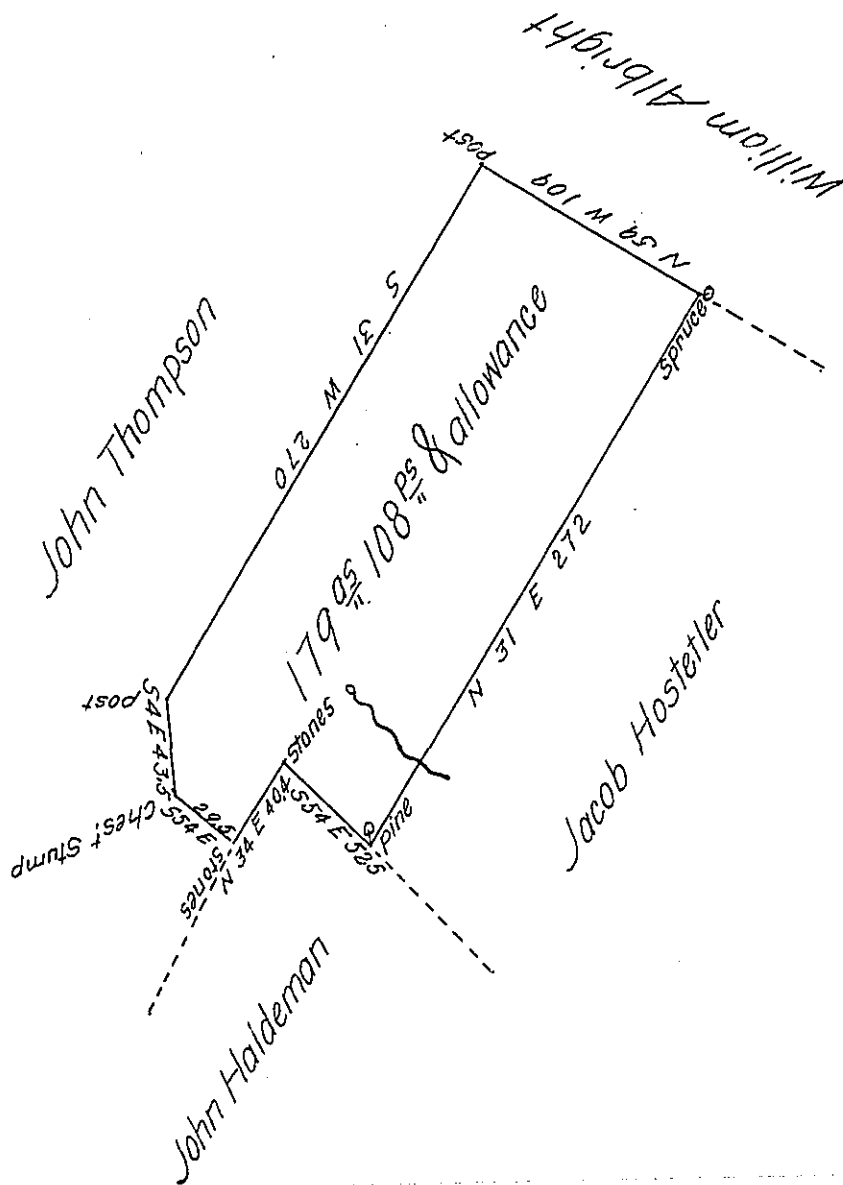 William Albright
post
N 59 W 109
John Thompson
S 31 W 270
Spruce
179 as 108 ps & allowance
N 31 E 272
post
S 4 E 43.5
Chest Stump
S 54 E 29.5
Stones
N 34 E 40.4
Stones
S 54 E 52.5
Pine
Jacob Hostetler
John Haldeman